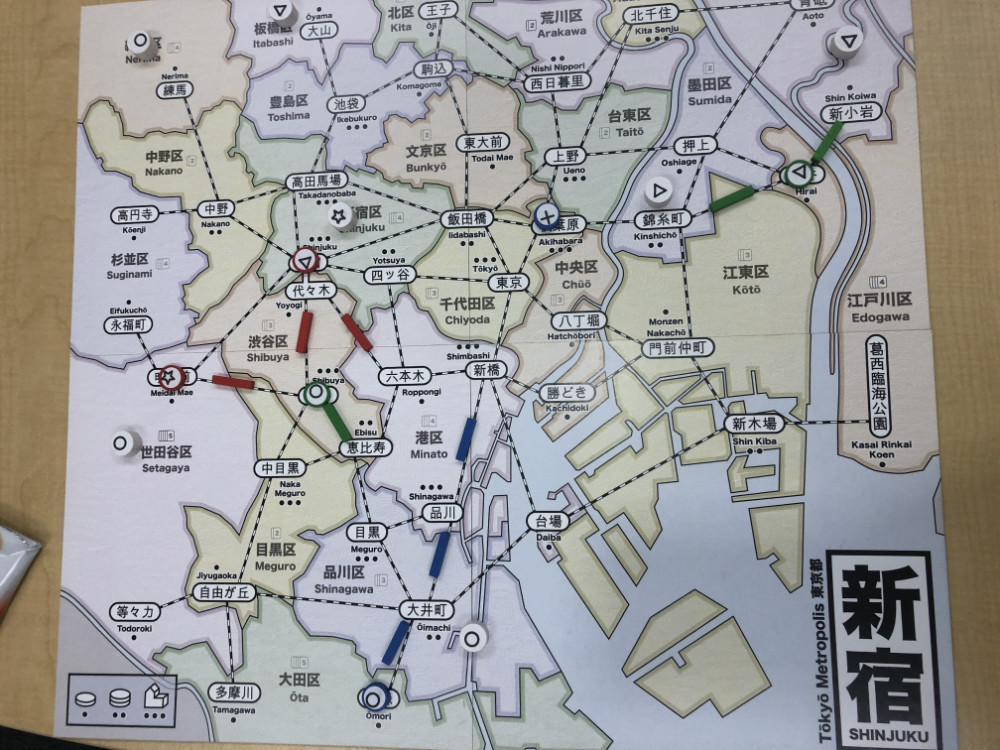 板橋区
Itabashi
Ōyama
大山
北区
Kita
王子
Ōji
荒川区
Arakawa
北千住
Kita Senju
青砥
Aoto
Nerima
Nerima
練馬
豊島区
Toshima
池袋
Ikebukuro
駒込
Komagome
Nishi Nippori
西日暮里
墨田区
Sumida
Shin Koiwa
新小岩
中野区
Nakano
文京区
Bunkyō
東大前
Todai Mae
台東区
Taitō
上野
Ueno
押上
Oshiage
Hirai
高田馬場
Takadanobaba
高円寺
Kōenji
中野
Nakano
宿区
Shinjuku
飯田橋
Iidabashi
葉原
Akihabara
錦糸町
Kinshichō
杉並区
Suginami
Shinjuku
Yotsuya
四ッ谷
Tōkyō
東京
中央区
Chūō
江東区
Kōtō
江戸川区
Edogawa
代々木
Yoyogi
千代田区
Chiyoda
八丁堀
Hatchōbori
Monzen
Nakachō
門前仲町
Eifukuchō
永福町
渋谷区
Shibuya
Shimbashi
新橋
Meidai Mae
Shibuya
六本木
Roppongi
勝どき
Kachidoki
葛西臨海公園
Kasai Rinkai
Koen
世田谷区
Setagaya
Ebisu
恵比寿
港区
Minato
新木場
Shin Kiba
中目黒
Naka
Meguro
Shinagawa
品川
目黒
Meguro
台場
Daiba
目黒区
Meguro
品川区
Shinagawa
Jiyugaoka
自由が丘
等々力
Todoroki
大井町
Ōimachi
大田区
Ōta
多摩川
Tamagawa
Ōmori
Tōkyō Metropolis 東京都
新宿
SHINJUKU